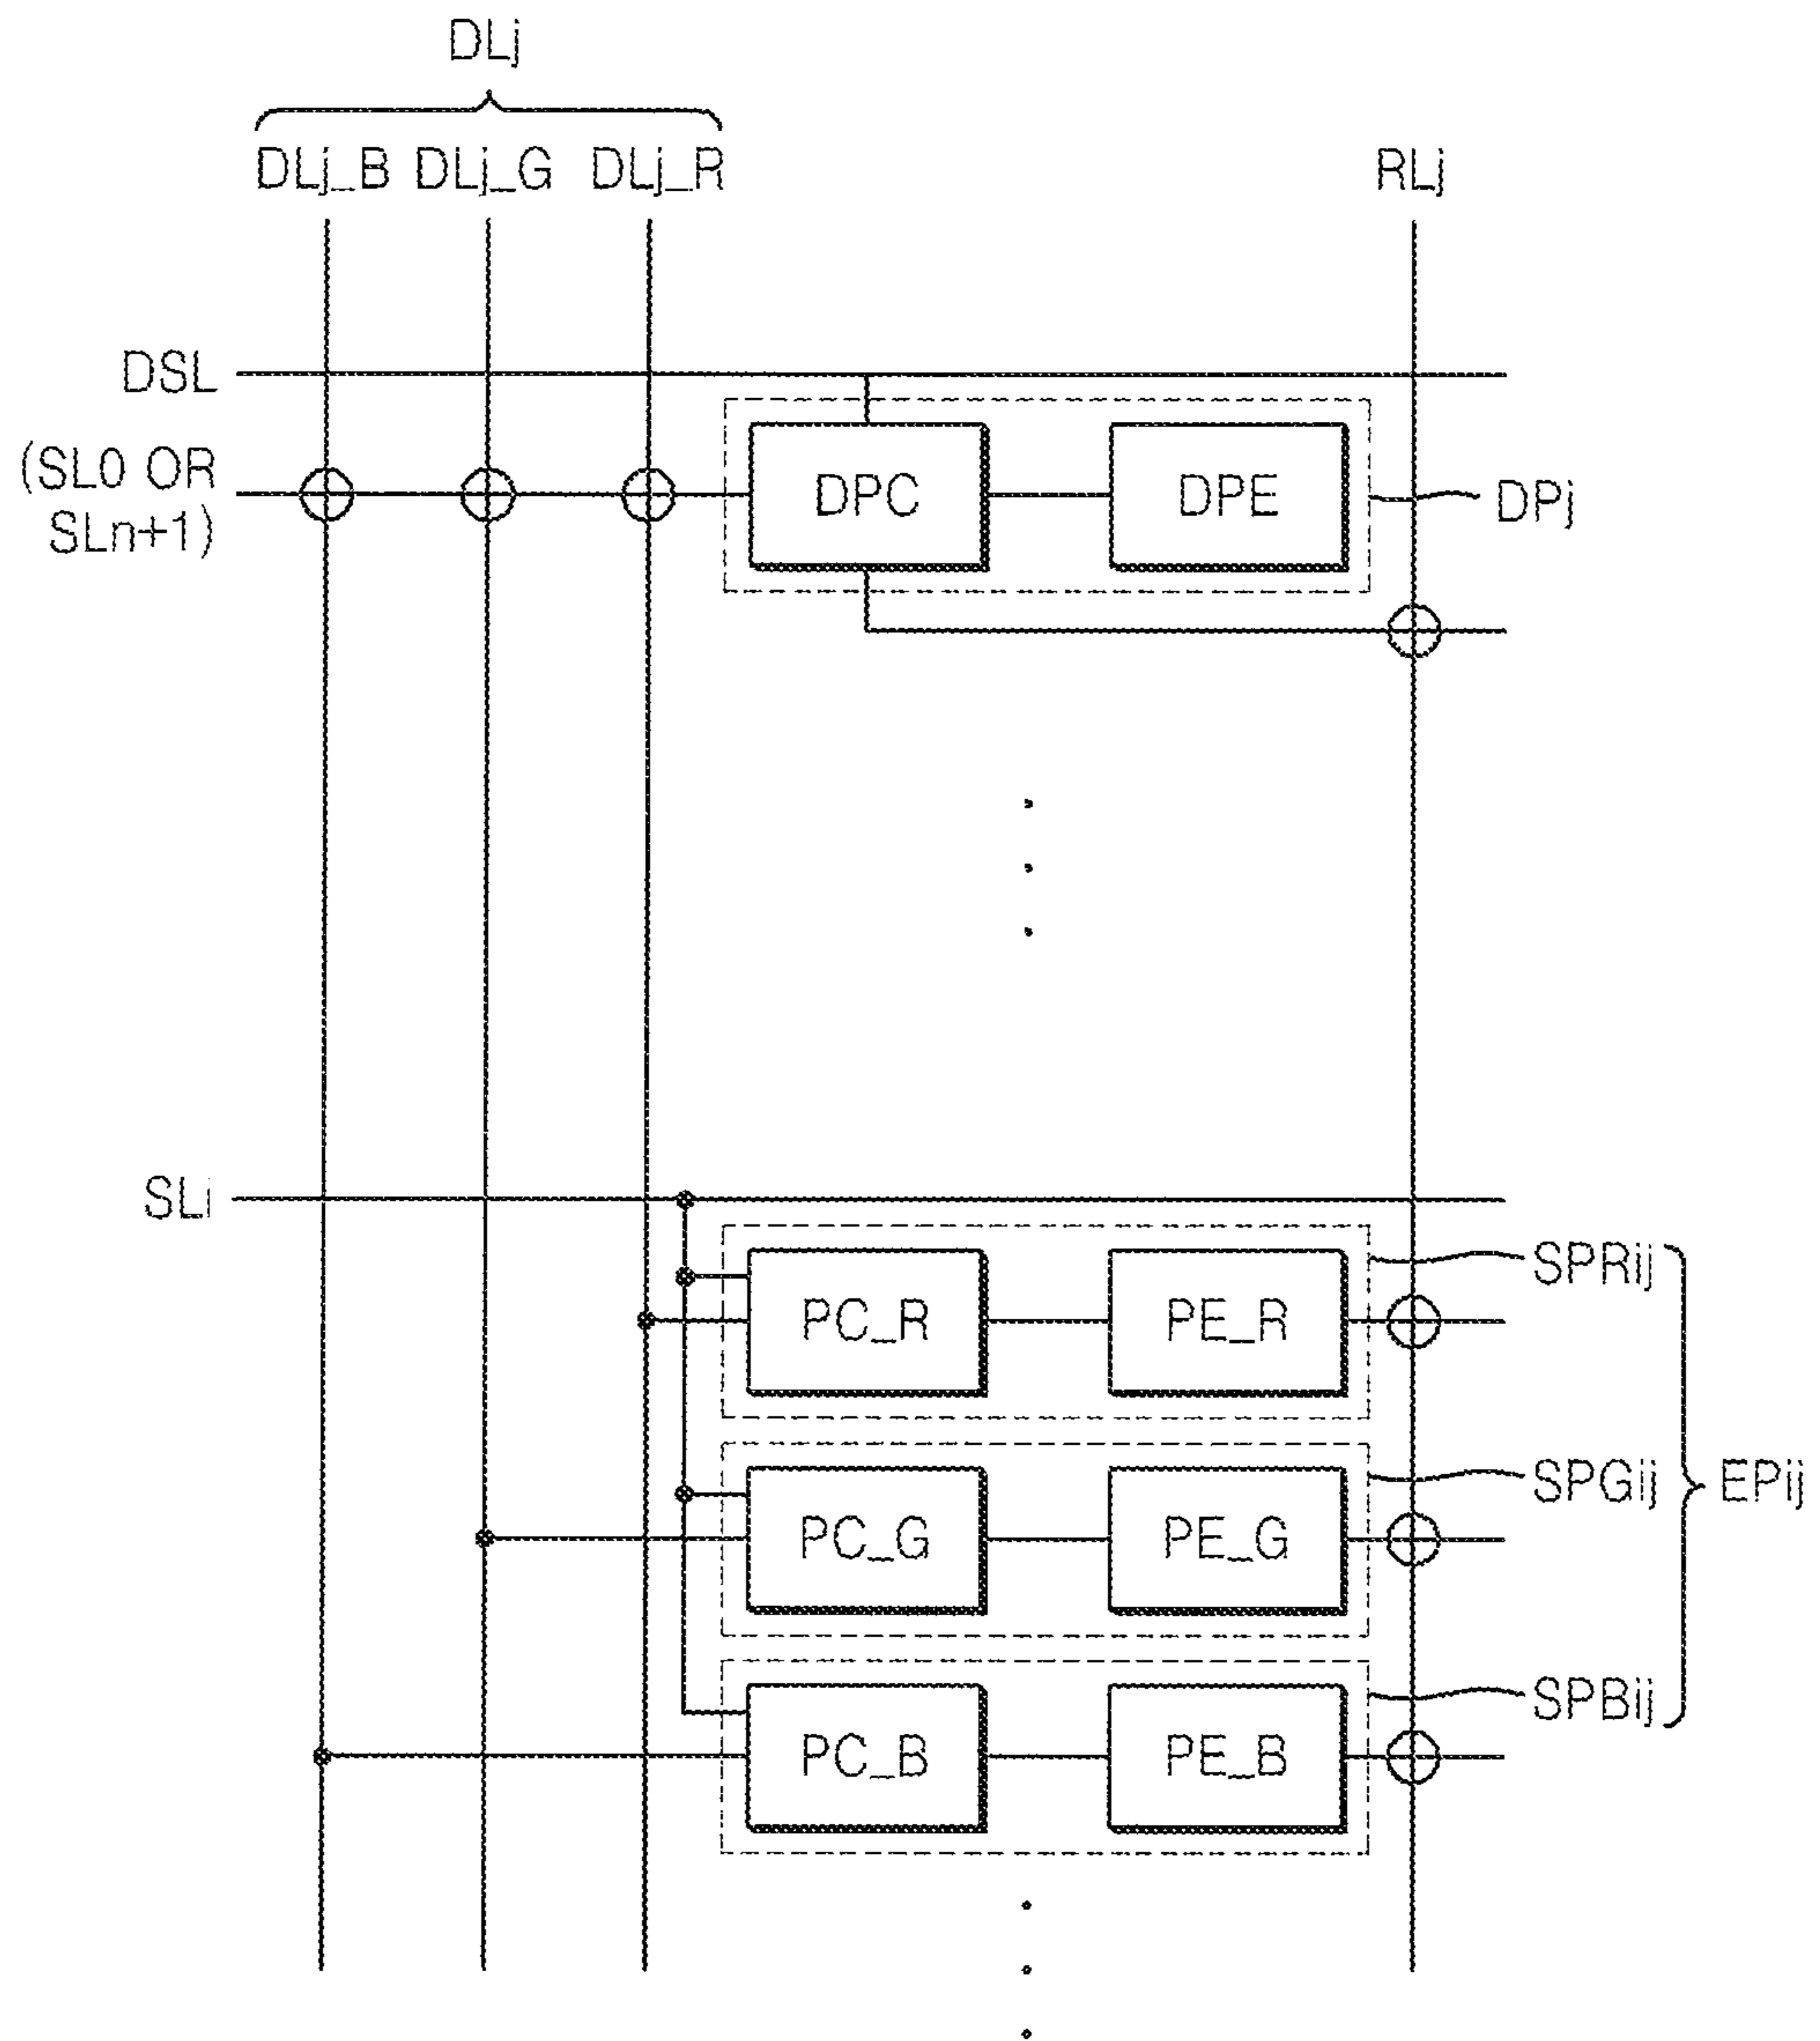 DLj
DLj_B DLj_G DLj_R RLj
DSL
(SL0 OR
SLn+1)
DPC DPE DPj
SLi
PC_R PE_R SPRij
PC_G PE_G SPGij EPij
PC_B PE_B SPBij